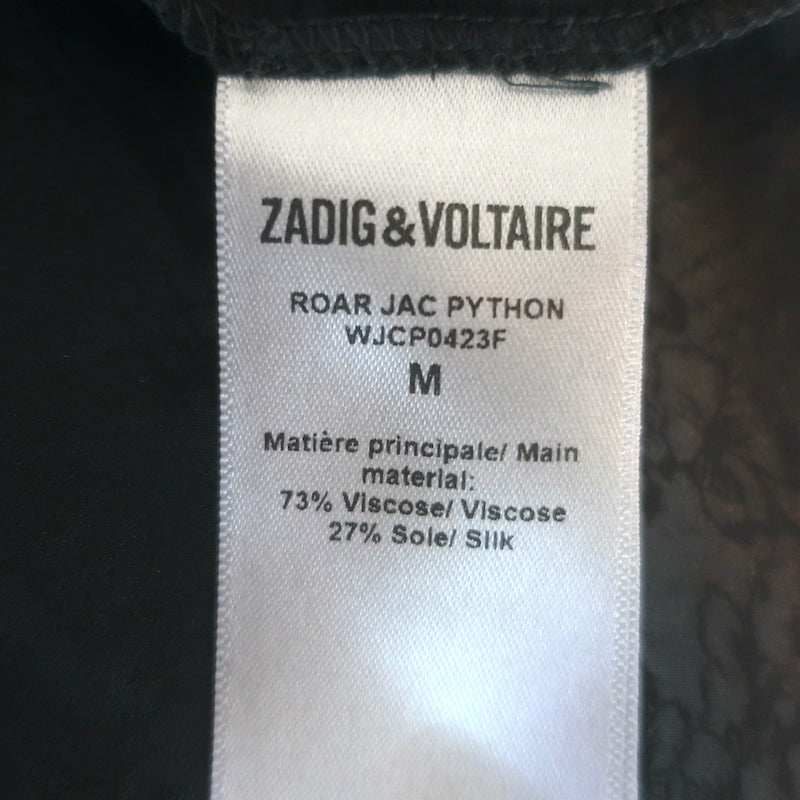 ZADIG&VOLTAIRE
ROAR JAC PYTHON
WJCP0423F
M
Matière principale/ Main
material:
73% Viscose/ Viscose
27% Soie/ Silk